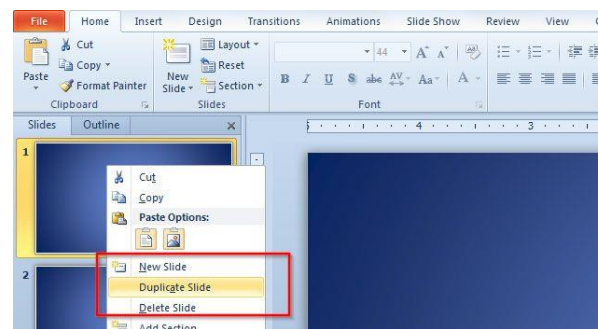 File Home Insert Design Transitions Animations Slide Show Review View
Cut
Copy
Format Painter
Paste
Clipboard
New Slide
Layout
Reset
Section
Slides
44 A A
B I U S abc AV Aa A
Font
Slides Outline
4 3
1
Cut
Copy
Paste Options:
New Slide
2
Duplicate Slide
Delete Slide
Add Section